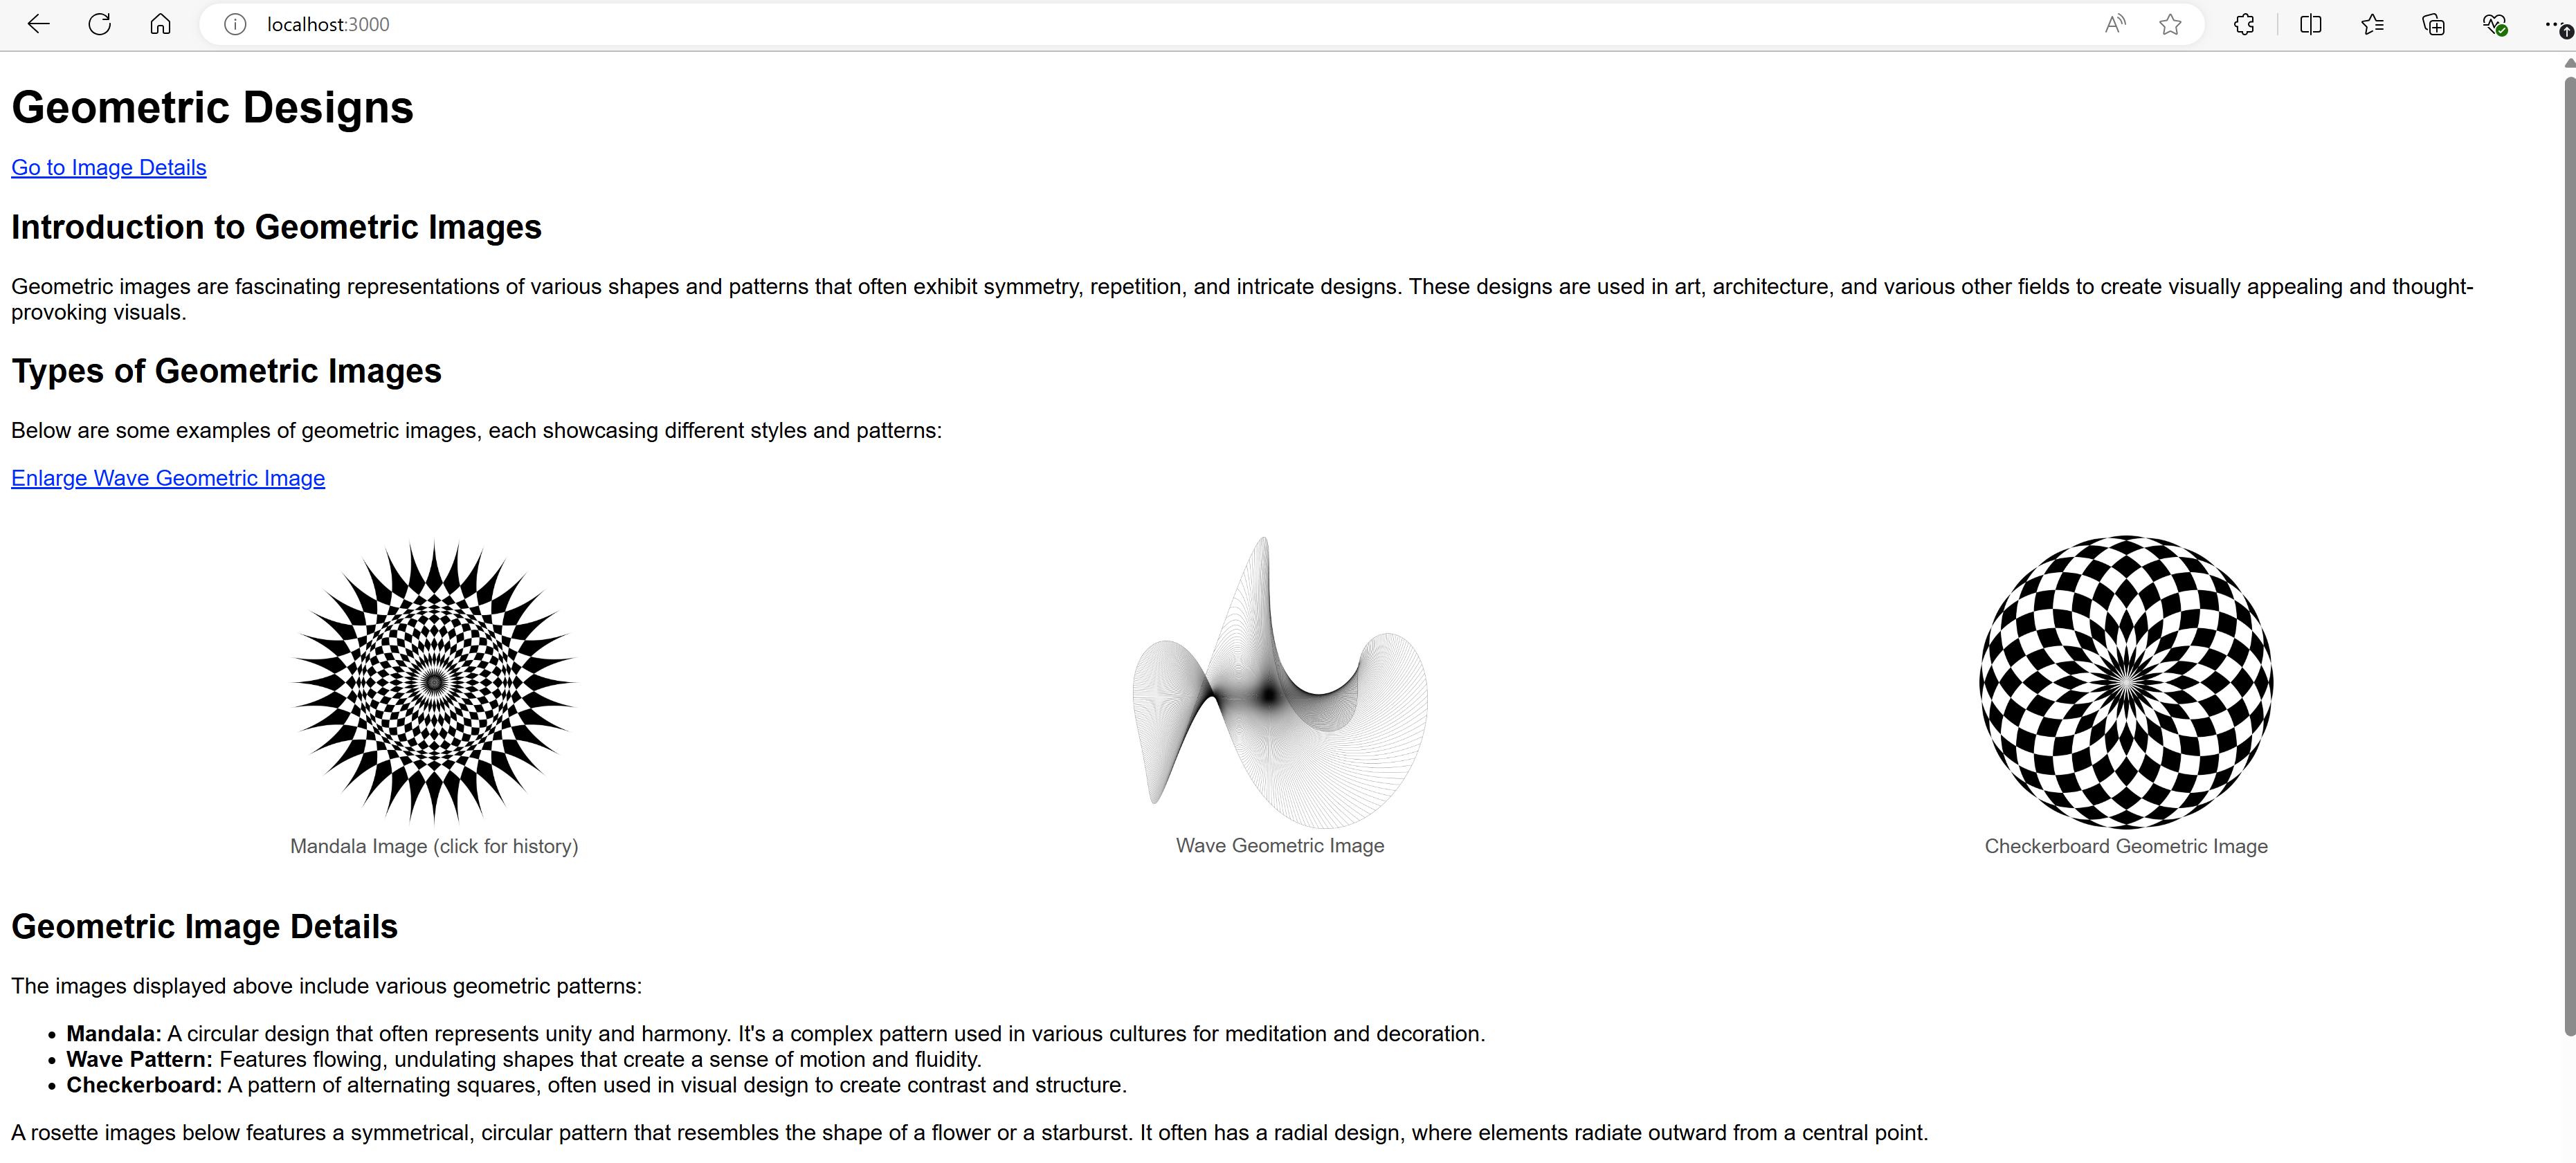 localhost:3000
Geometric Designs
Go to Image Details
Introduction to Geometric Images
Geometric images are fascinating representations of various shapes and patterns that often exhibit symmetry, repetition, and intricate designs. These designs are used in art, architecture, and various other fields to create visually appealing and thought-
provoking visuals.
Types of Geometric Images
Below are some examples of geometric images, each showcasing different styles and patterns:
Enlarge Wave Geometric Image
Mandala Image (click for history)
Wave Geometric Image
Checkerboard Geometric Image
Geometric Image Details
The images displayed above include various geometric patterns:
• Mandala: A circular design that often represents unity and harmony. It's a complex pattern used in various cultures for meditation and decoration.
• Wave Pattern: Features flowing, undulating shapes that create a sense of motion and fluidity.
• Checkerboard: A pattern of alternating squares, often used in visual design to create contrast and structure.
A rosette images below features a symmetrical, circular pattern that resembles the shape of a flower or a starburst. It often has a radial design, where elements radiate outward from a central point.